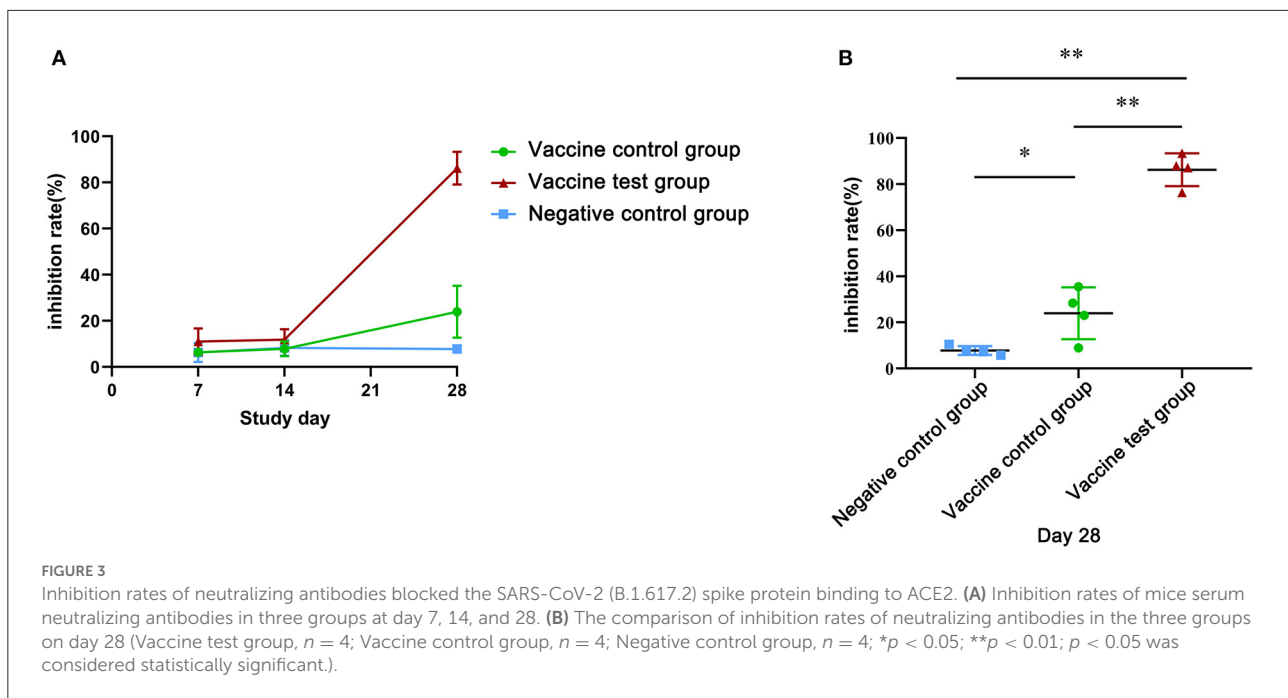 A
100
80
60
40
20
0
inhibition rate(%)
0 7 14 21 28
Study day
Vaccine control group
Vaccine test group
Negative control group
B
**
**
*
100
80
60
40
20
0
inhibition rate(%)
Negative control group
Vaccine control group
Vaccine test group
Day 28
FIGURE 3
Inhibition rates of neutralizing antibodies blocked the SARS-CoV-2 (B.1.617.2) spike protein binding to ACE2. (A) Inhibition rates of mice serum
neutralizing antibodies in three groups at day 7, 14, and 28. (B) The comparison of inhibition rates of neutralizing antibodies in the three groups
on day 28 (Vaccine test group, n = 4; Vaccine control group, n = 4; Negative control group, n = 4; *p < 0.05; **p < 0.01; p < 0.05 was
considered statistically significant.).